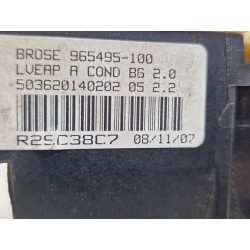 BROSE 965495-100
LVEAP A COND BG 2.0
503620140202 05 2.2
R2SC38C7 08/11/07